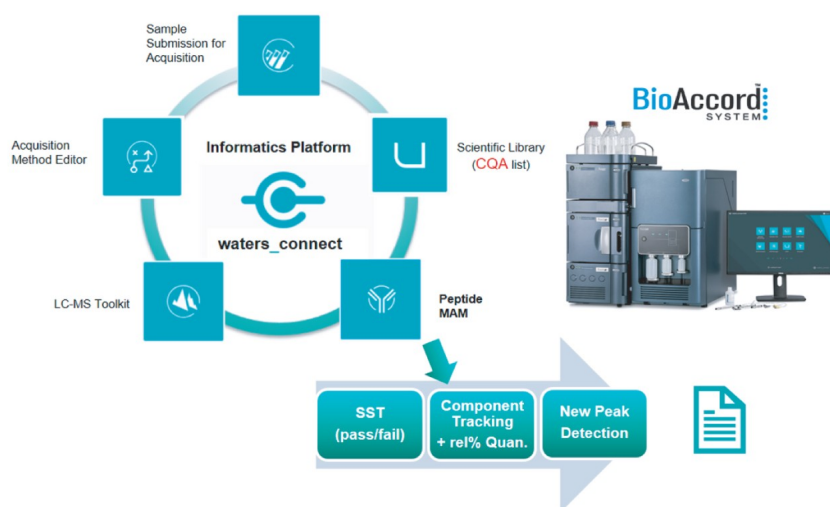 Sample
Submission for
Acquisition
BioAccord™
SYSTEM
Acquisition
Method Editor
Informatics Platform
Scientific Library
(CQA list)
waters_connect
LC-MS Toolkit
Peptide
MAM
SST
(pass/fail)
Component
Tracking
+ rel% Quan.
New Peak
Detection